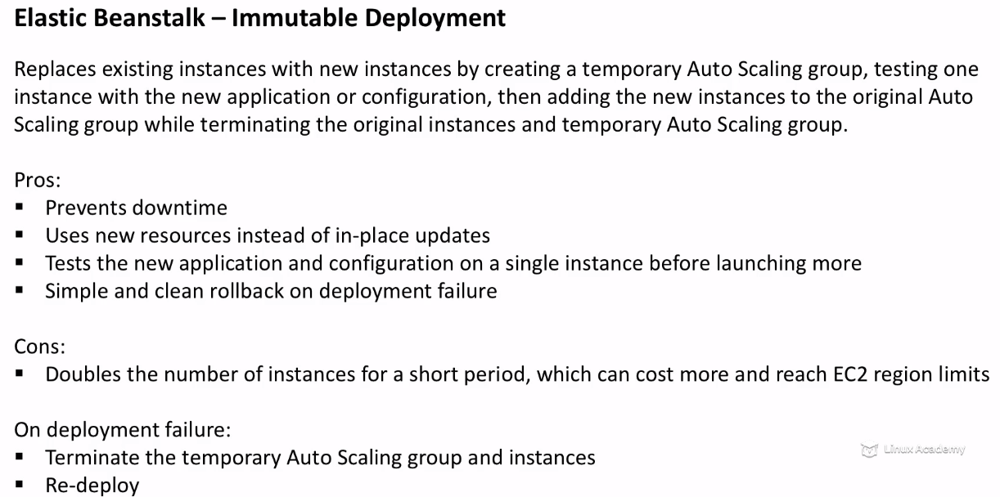 Elastic Beanstalk – Immutable Deployment
Replaces existing instances with new instances by creating a temporary Auto Scaling group, testing one
instance with the new application or configuration, then adding the new instances to the original Auto
Scaling group while terminating the original instances and temporary Auto Scaling group.
Pros:
▪ Prevents downtime
▪ Uses new resources instead of in-place updates
▪ Tests the new application and configuration on a single instance before launching more
▪ Simple and clean rollback on deployment failure
Cons:
▪ Doubles the number of instances for a short period, which can cost more and reach EC2 region limits
On deployment failure:
▪ Terminate the temporary Auto Scaling group and instances
▪ Re-deploy
Linux Academy